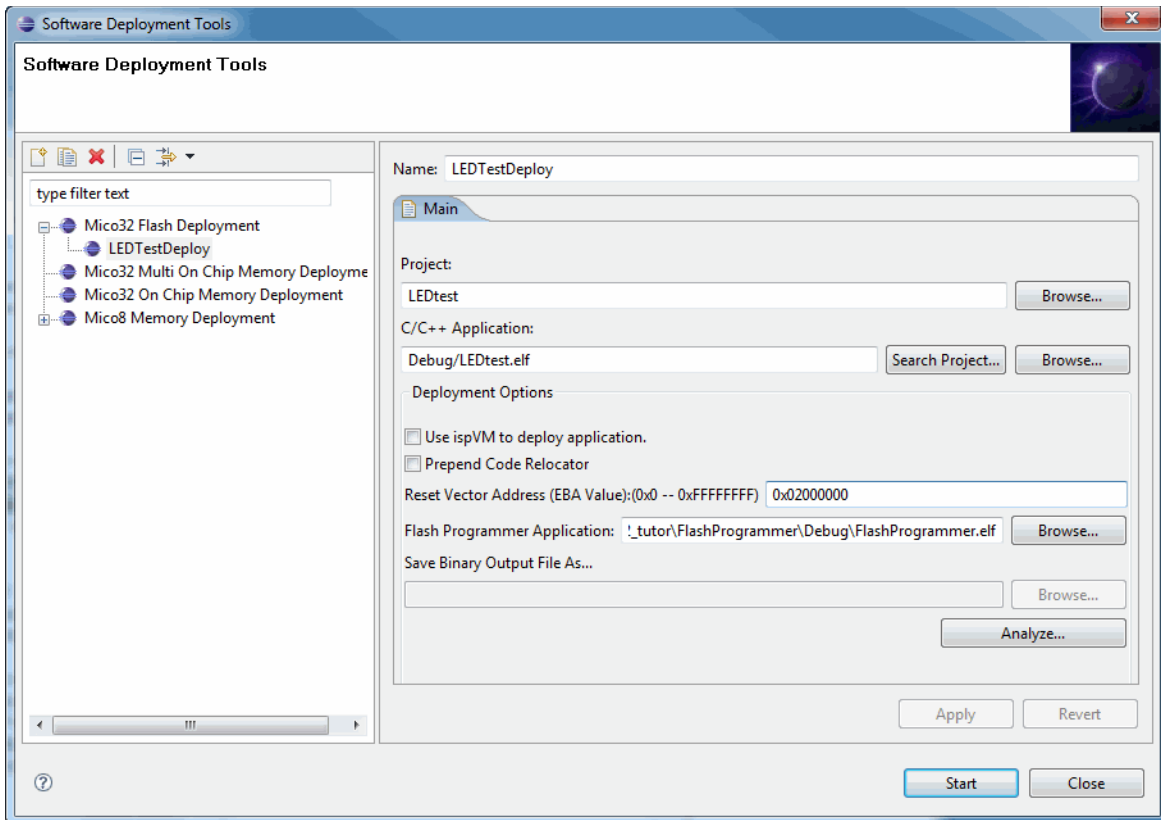 Software Deployment Tools
Software Deployment Tools
type filter text
Mico32 Flash Deployment
LEDTestDeploy
Mico32 Multi On Chip Memory Deployme
Mico32 On Chip Memory Deployment
Mico8 Memory Deployment
Name: LEDTestDeploy
Main
Project:
LEDtest Browse...
C/C++ Application:
Debug/LEDtest.elf Search Project... Browse...
Deployment Options
Use ispVM to deploy application.
Prepend Code Relocator
Reset Vector Address (EBA Value):(0x0 -- 0xFFFFFFFF) 0x02000000
Flash Programmer Application: _tutor\FlashProgrammer\Debug\FlashProgrammer.elf Browse...
Save Binary Output File As...
Browse...
Analyze...
Apply Revert
Start Close